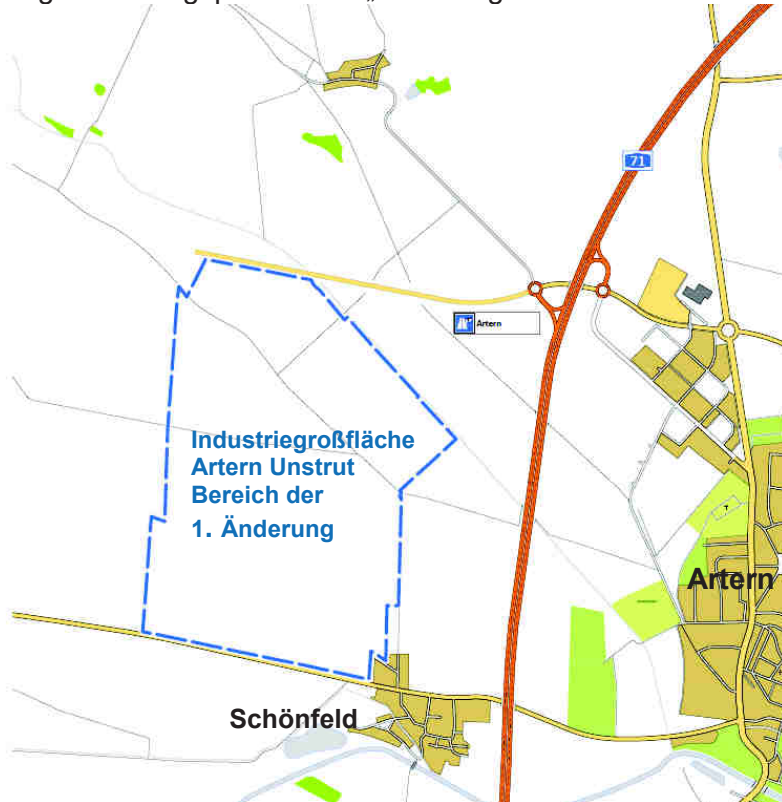 71
Artern
Industriegroßfläche
Artern Unstrut
Bereich der
1. Änderung
Artern
Schönfeld